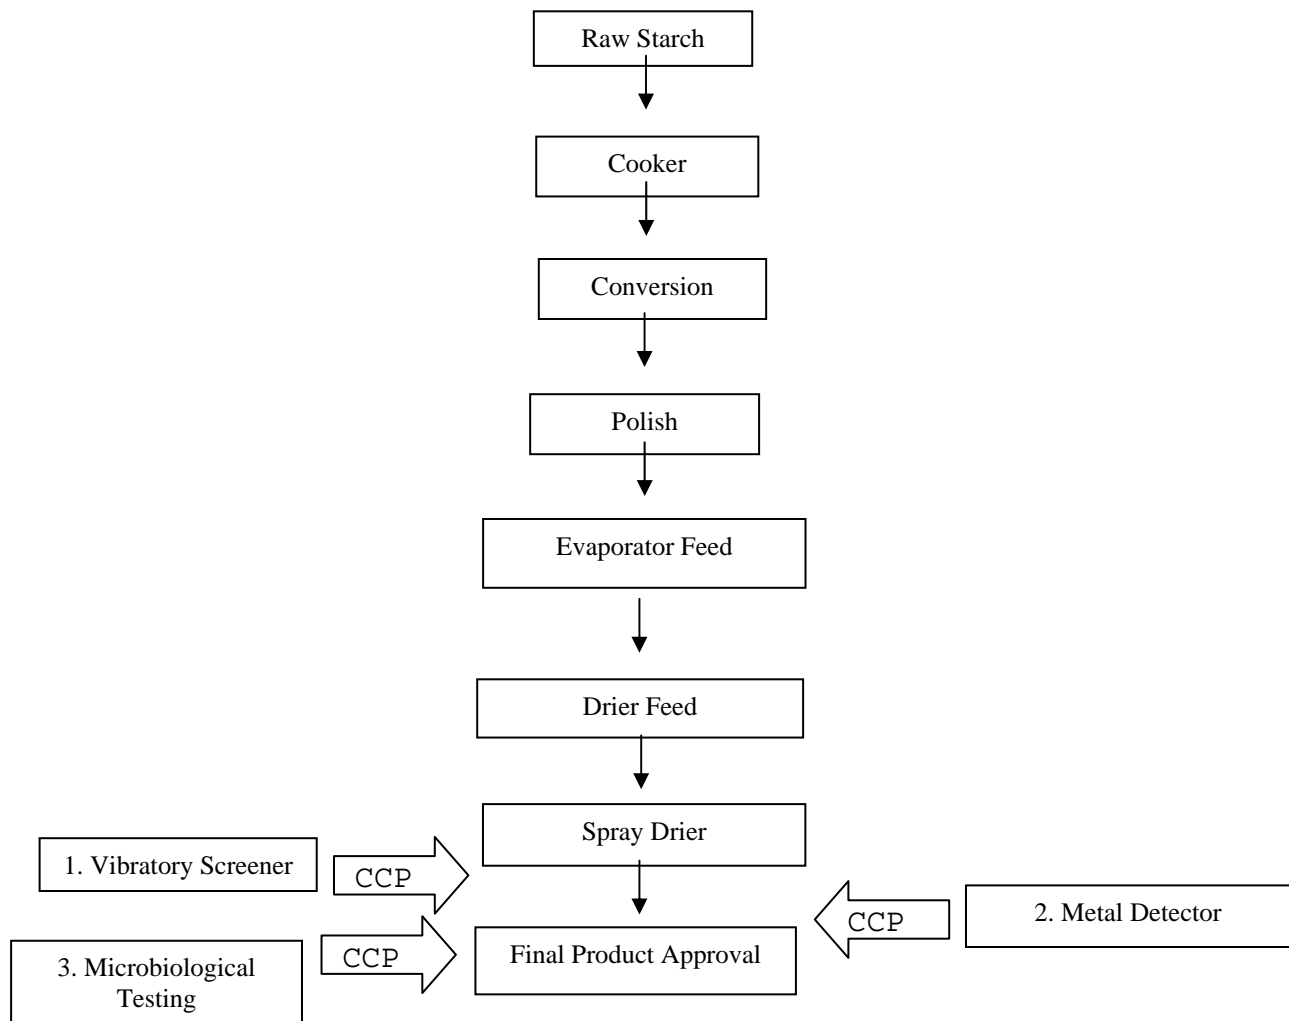 Raw Starch
Cooker
Conversion
Polish
Evaporator Feed
Drier Feed
Spray Drier
1. Vibratory Screener
CCP
2. Metal Detector
CCP
Final Product Approval
CCP
3. Microbiological
Testing